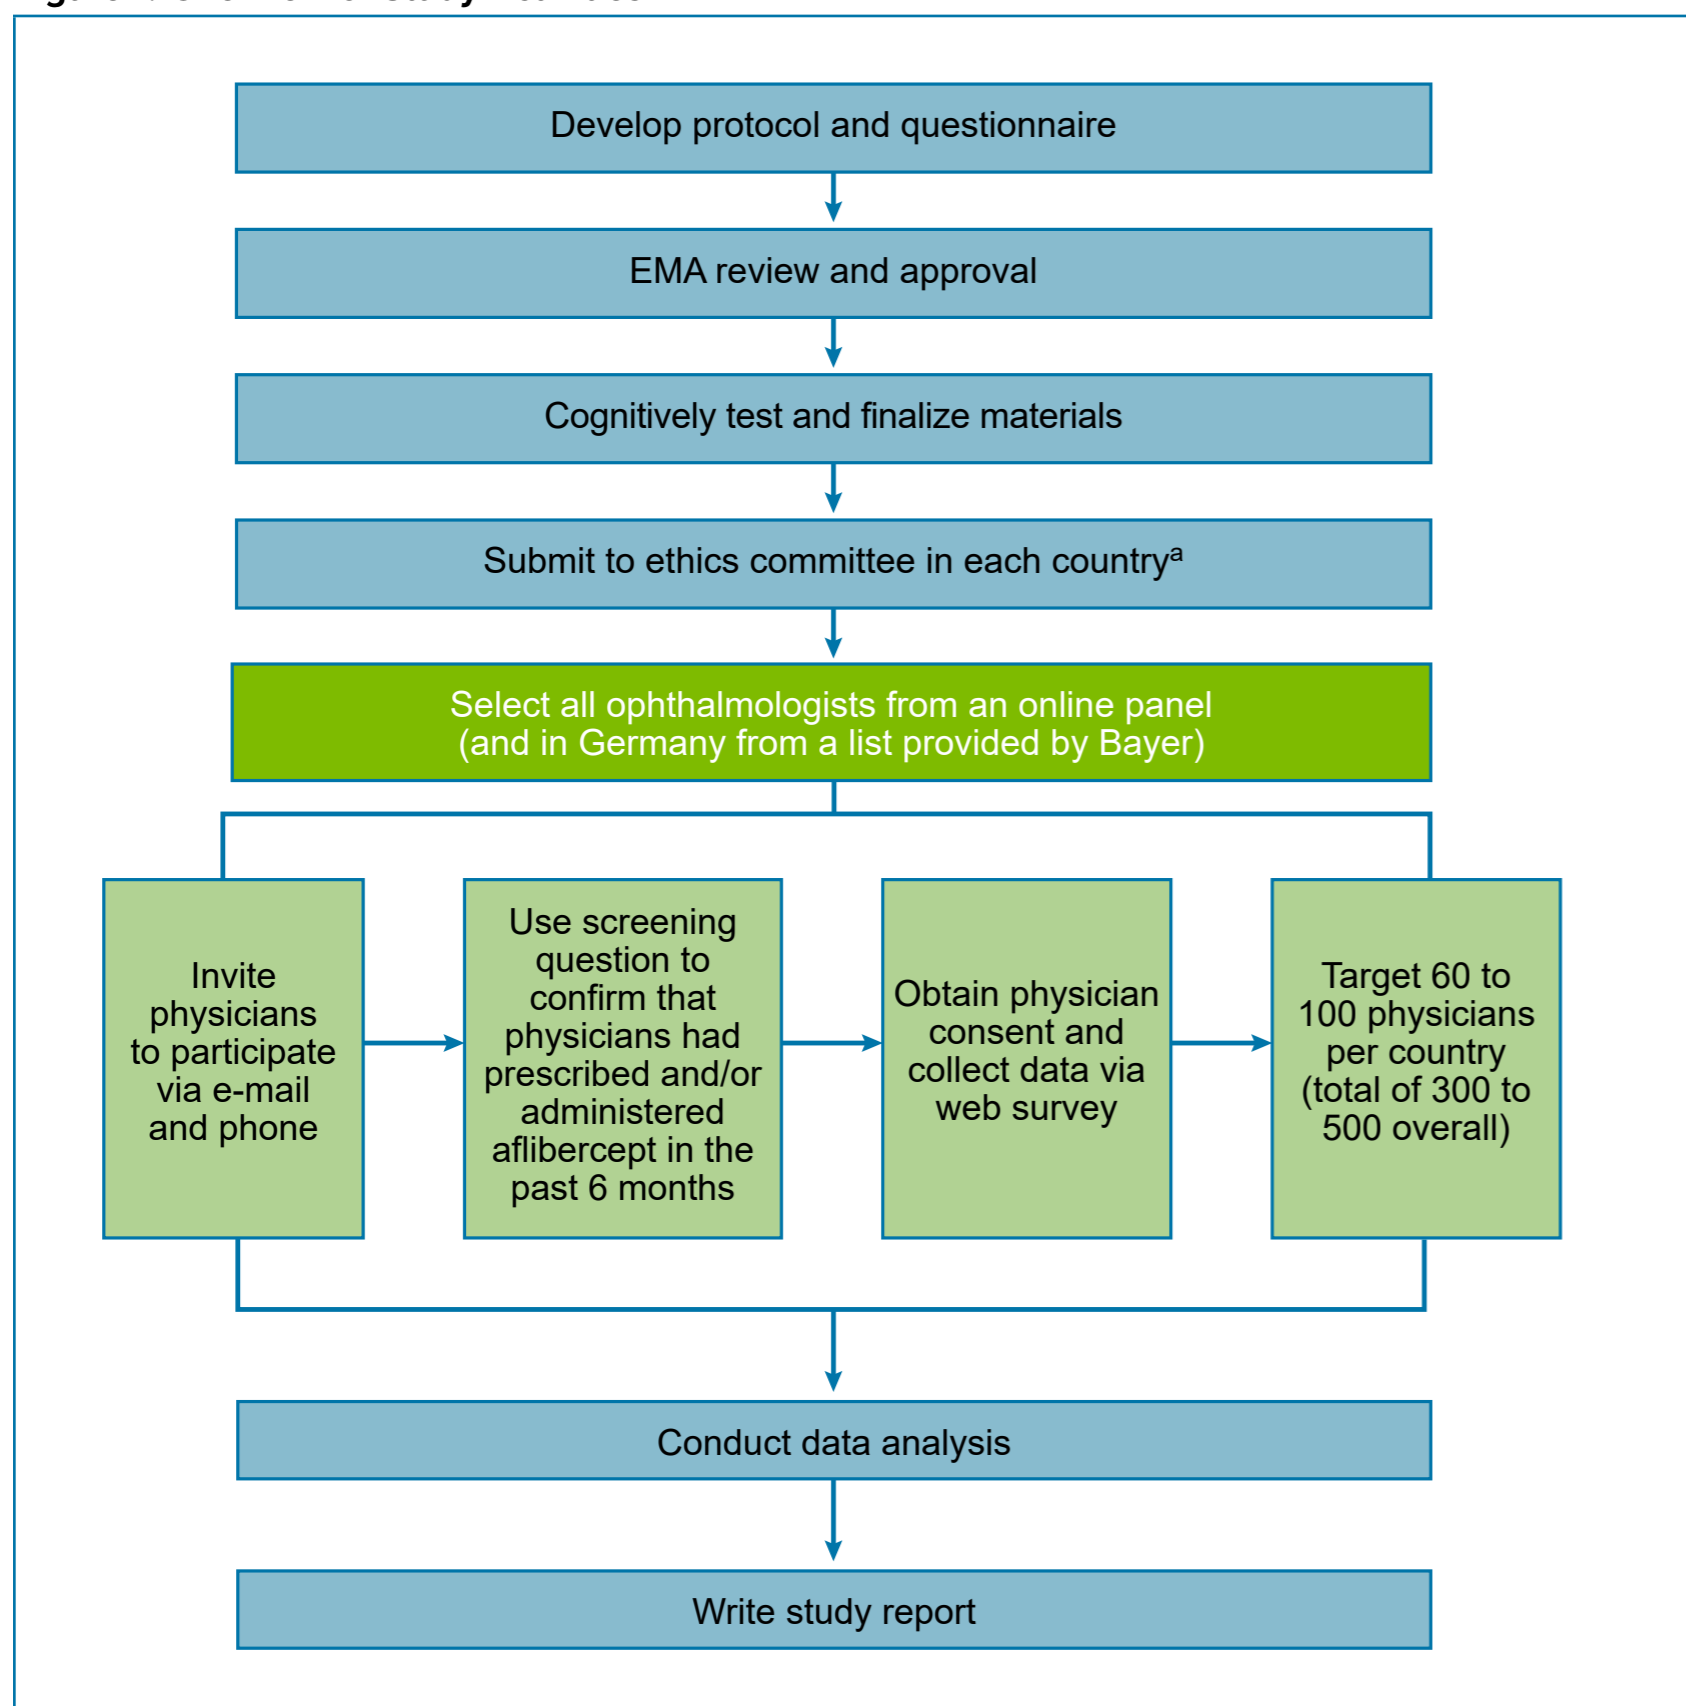 Develop protocol and questionnaire
EMA review and approval
Cognitively test and finalize materials
Submit to ethics committee in each countryᵃ
Select all ophthalmologists from an online panel
(and in Germany from a list provided by Bayer)
Invite
physicians
to participate
via e-mail
and phone
Use screening
question to
confirm that
physicians had
prescribed and/or
administered
aflibercept in the
past 6 months
Obtain physician
consent and
collect data via
web survey
Target 60 to
100 physicians
per country
(total of 300 to
500 overall)
Conduct data analysis
Write study report